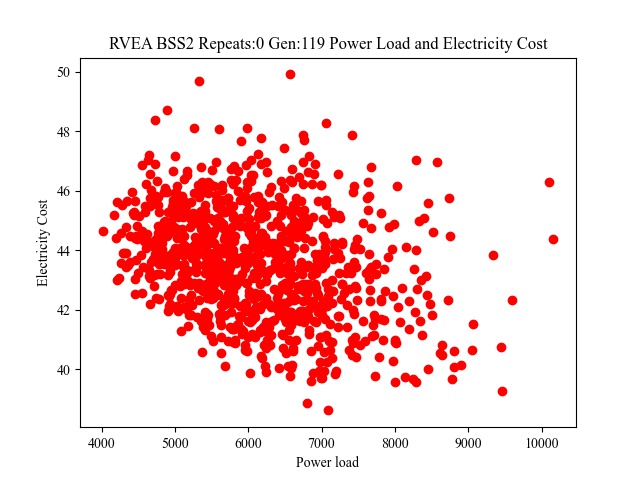 RVEA BSS2 Repeats:0 Gen:119 Power Load and Electricity Cost
50
48
46
44
42
40
Electricity Cost
4000 5000 6000 7000 8000 9000 10000
Power load